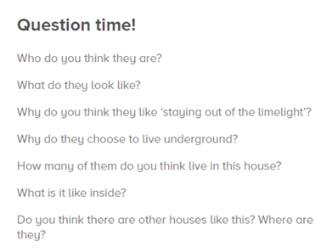 Question time!
Who do you think they are?
What do they look like?
Why do you think they like ‘staying out of the limelight’?
Why do they choose to live underground?
How many of them do you think live in this house?
What is it like inside?
Do you think there are other houses like this? Where are
they?